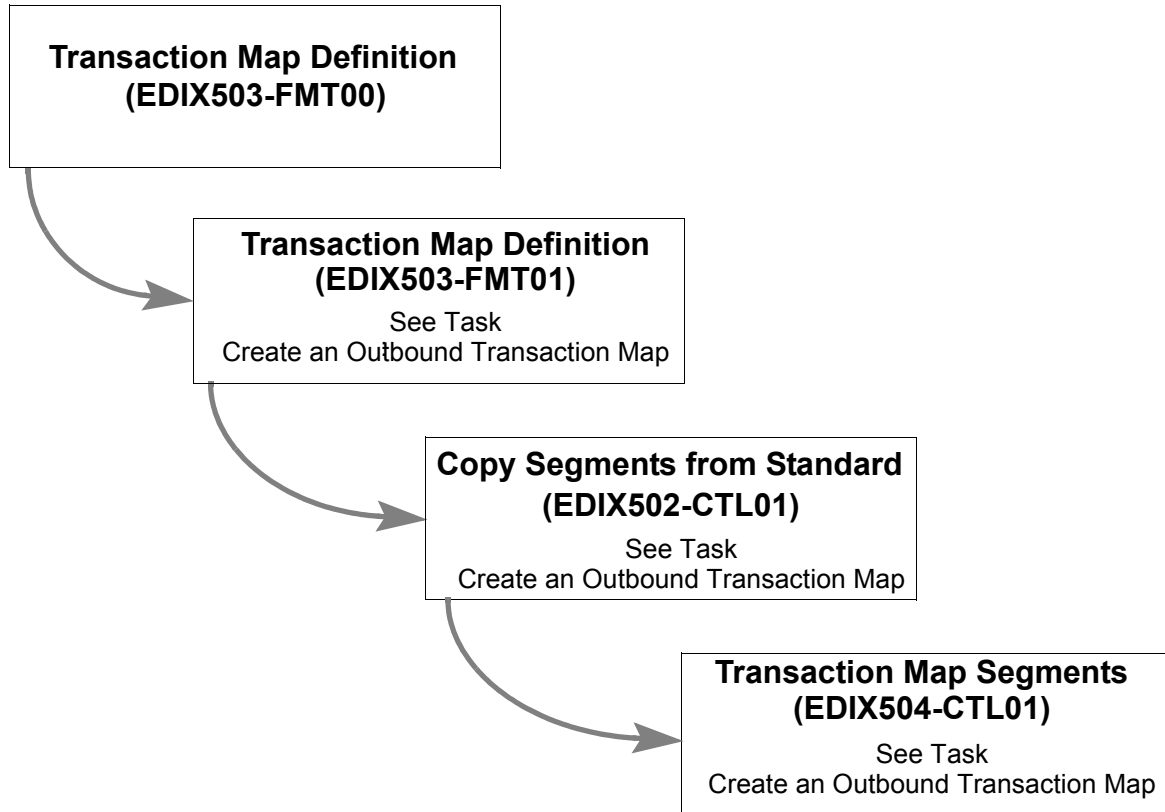 Transaction Map Definition
(EDIX503-FMT00)
Transaction Map Definition
(EDIX503-FMT01)
See Task
Create an Outbound Transaction Map
Copy Segments from Standard
(EDIX502-CTL01)
See Task
Create an Outbound Transaction Map
Transaction Map Segments
(EDIX504-CTL01)
See Task
Create an Outbound Transaction Map